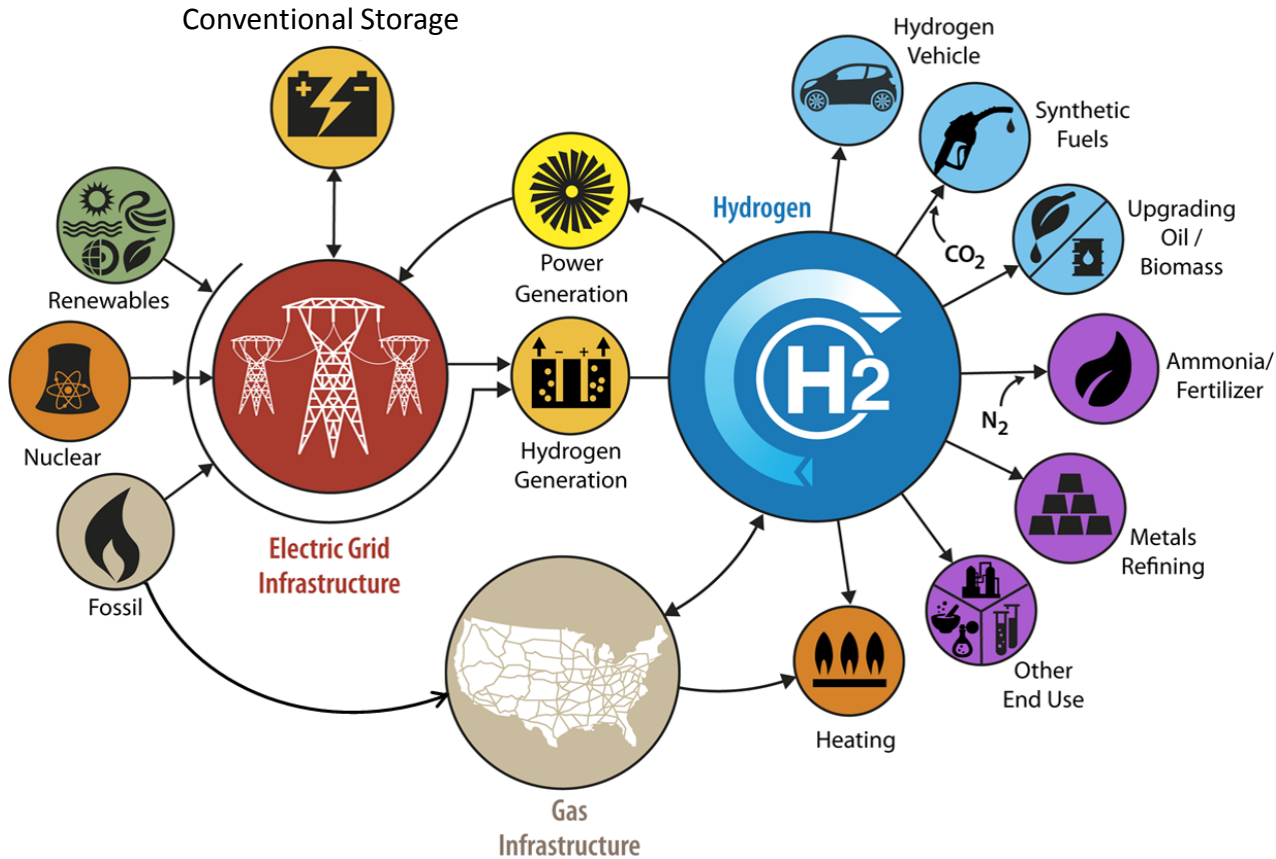 Conventional Storage
Hydrogen
Vehicle
Synthetic
Fuels
Hydrogen
Upgrading
Oil /
Biomass
CO2
Power
Generation
Renewables
H2
Ammonia/
Fertilizer
N2
Nuclear
Hydrogen
Generation
Electric Grid
Infrastructure
Metals
Refining
Fossil
Other
End Use
Heating
Gas
Infrastructure